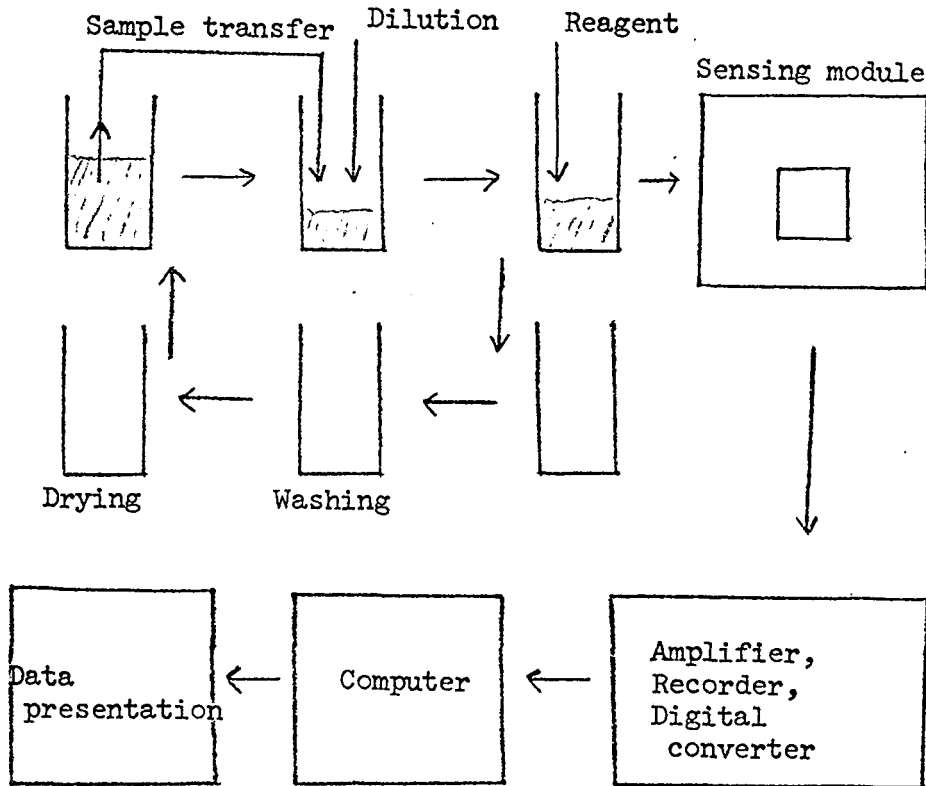 Sample transfer
Dilution
Reagent
Sensing module
Drying
Washing
Data
presentation
Computer
Amplifier,
Recorder,
Digital
converter